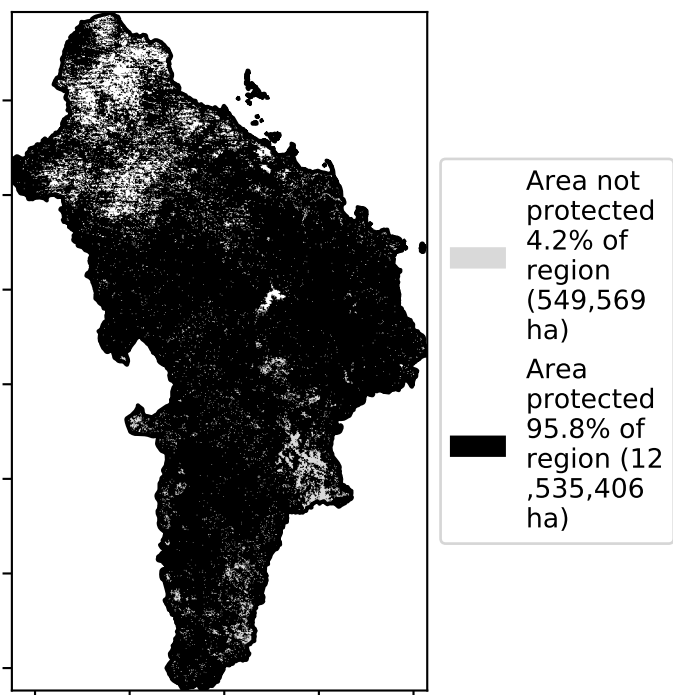 Area not
protected
4.2% of
region
(549,569
ha)
Area
protected
95.8% of
region (12
,535,406
ha)